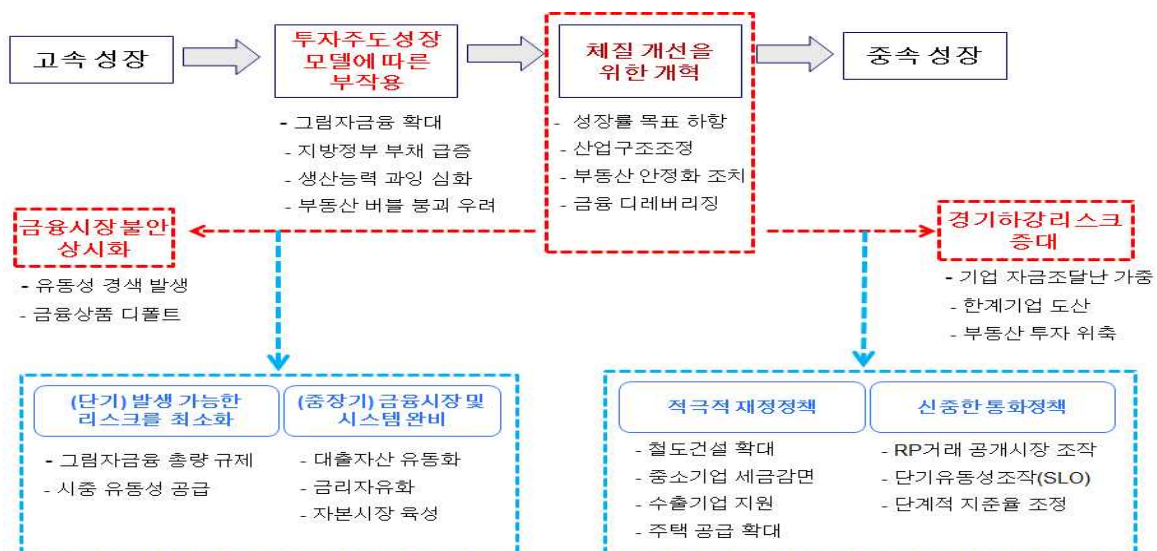 고속 성장
투자주도성장
모델에 따른
부작용
체질 개선을
위한 개혁
중속 성장
- 그림자금융 확대
- 지방정부 부채 급증
- 생산능력 과잉 심화
- 부동산 버블 붕괴 우려
- 성장률 목표 하향
- 산업구조조정
- 부동산 안정화 조치
- 금융 디레버리징
금융시장 불안
상시화
- 유동성 경색 발생
- 금융상품 디폴트
경기하강 리스크
증대
- 기업 자금조달난 가중
- 한계기업 도산
- 부동산 투자 위축
(단기) 발생 가능한
리스크를 최소화
- 그림자금융 총량 규제
- 시중 유동성 공급
(중장기) 금융시장 및
시스템 완비
- 대출자산 유동화
- 금리자유화
- 자본시장 육성
적극적 재정정책
- 철도건설 확대
- 중소기업 세금감면
- 수출기업 지원
- 주택 공급 확대
신중한 통화정책
- RP거래 공개시장 조작
- 단기유동성조작(SLO)
- 단계적 지준율 조정